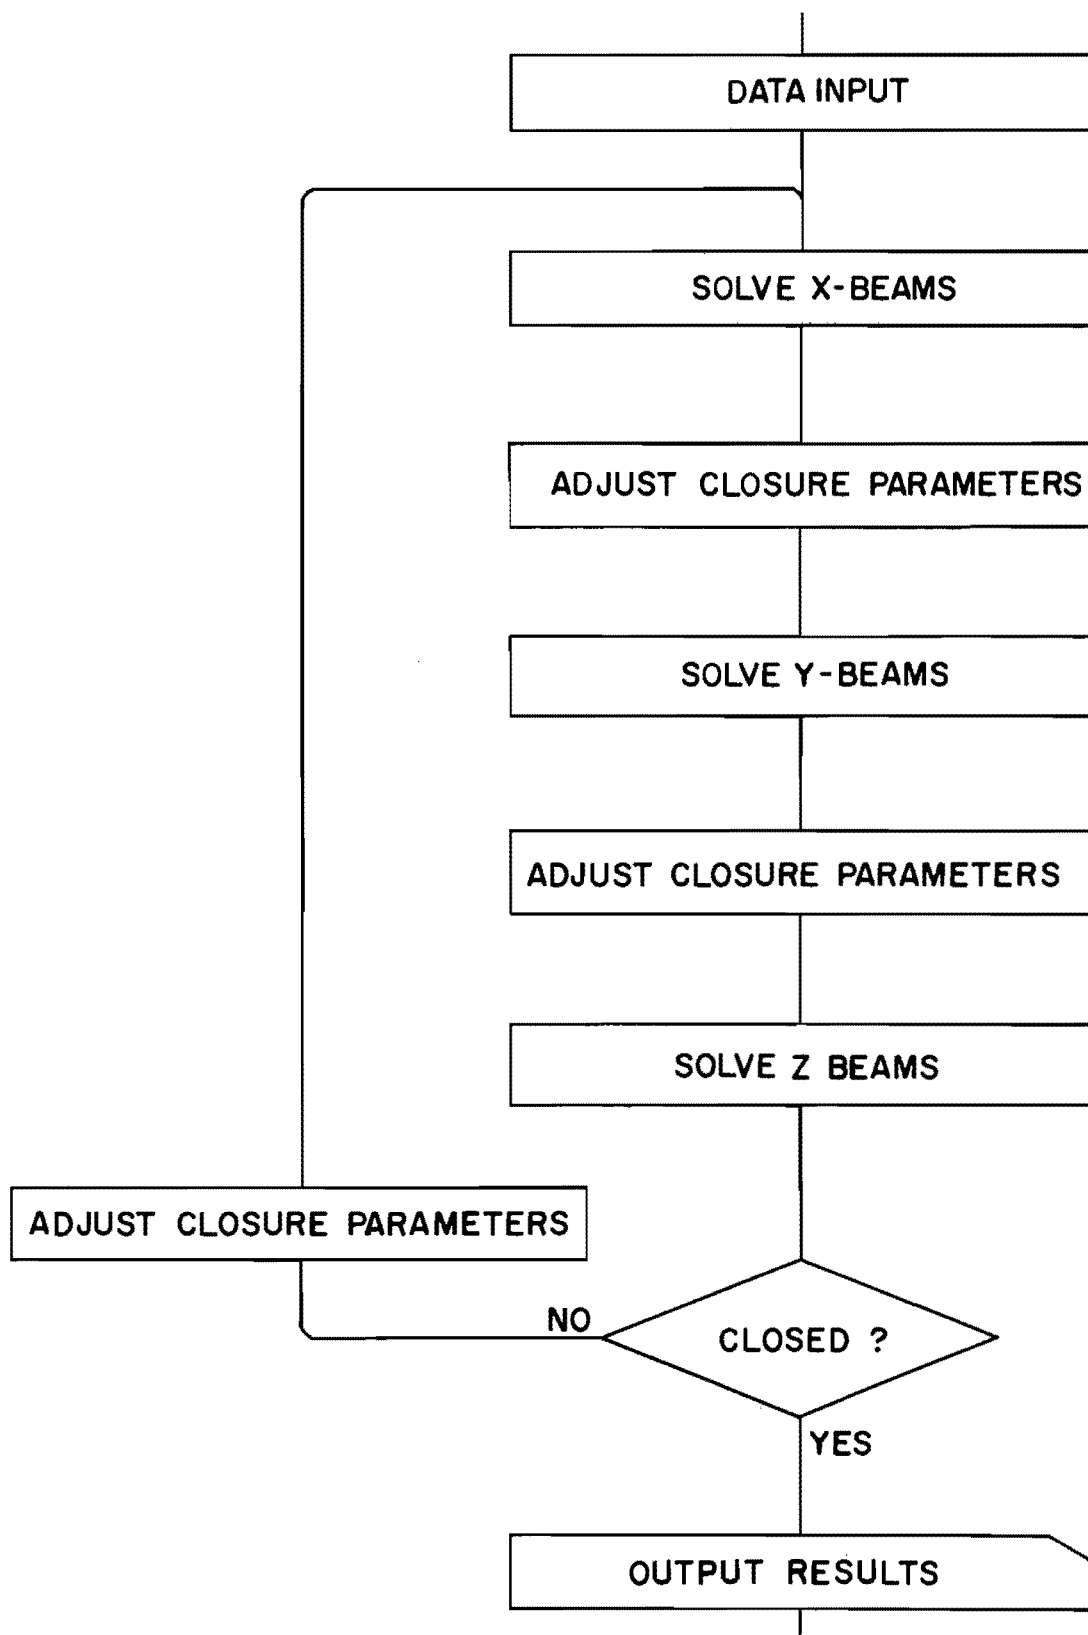 DATA INPUT
SOLVE X-BEAMS
ADJUST CLOSURE PARAMETERS
SOLVE Y-BEAMS
ADJUST CLOSURE PARAMETERS
SOLVE Z BEAMS
ADJUST CLOSURE PARAMETERS
NO
CLOSED ?
YES
OUTPUT RESULTS